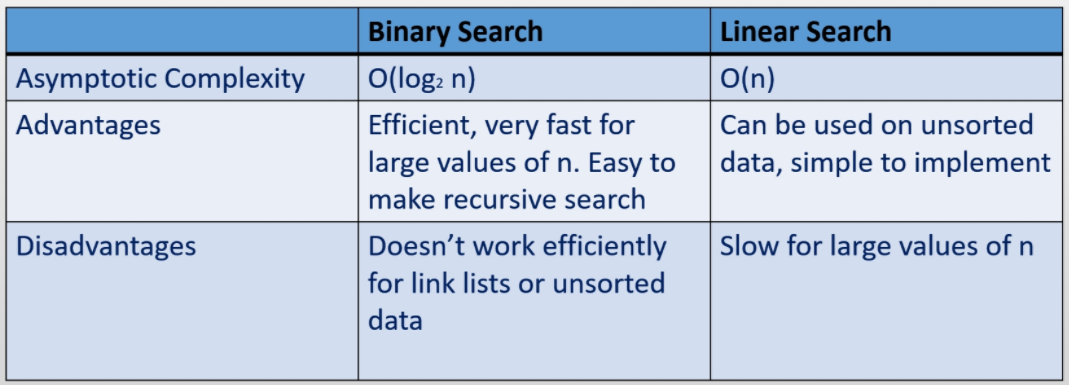 Binary Search
Linear Search
Asymptotic Complexity
O(log₂ n)
O(n)
Advantages
Efficient, very fast for
large values of n. Easy to
make recursive search
Can be used on unsorted
data, simple to implement
Disadvantages
Doesn’t work efficiently
for link lists or unsorted
data
Slow for large values of n